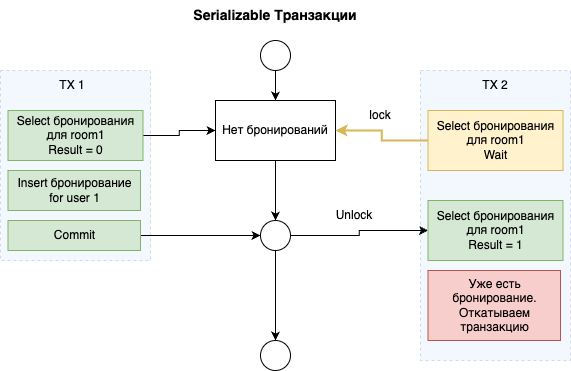 Serializable Транзакции
TX 1
Select бронирования
для room1
Result = 0
Insert бронирование
for user 1
Commit
Нет бронирований
lock
Unlock
TX 2
Select бронирования
для room1
Wait
Select бронирования
для room1
Result = 1
Уже есть
бронирование.
Откатываем
транзакцию